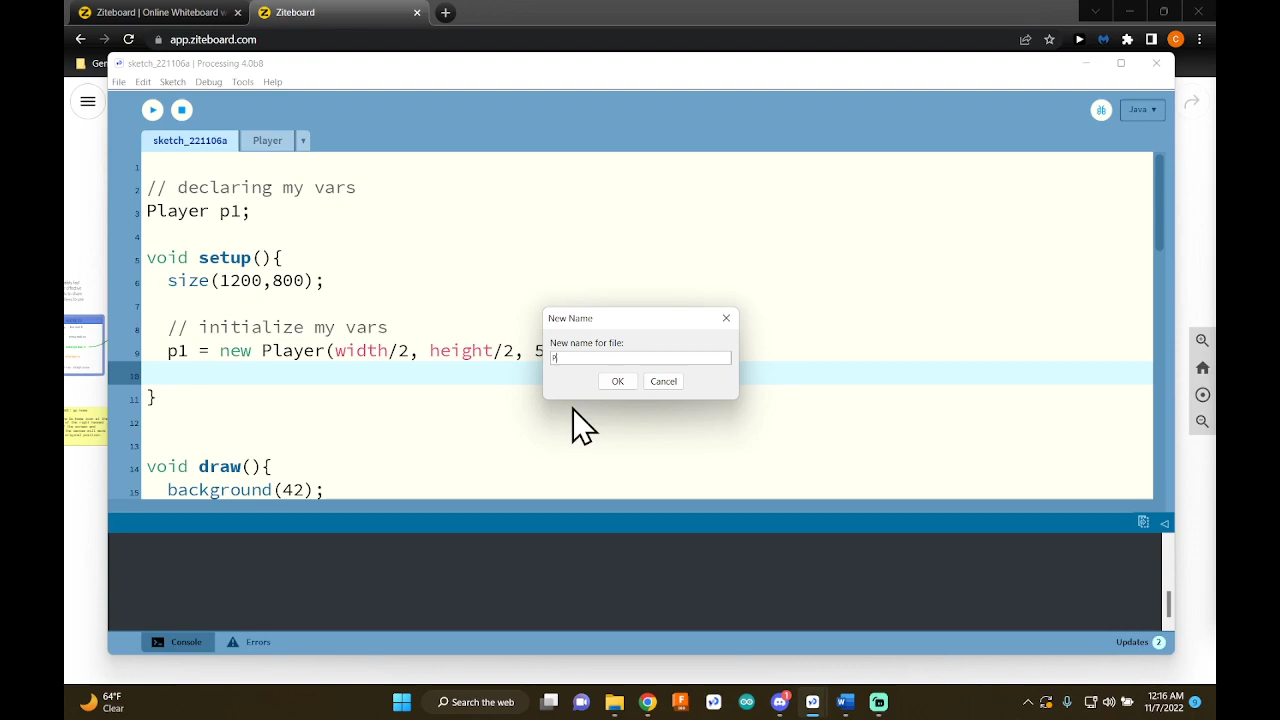 Ziteboard | Online Whiteboard w
Ziteboard
app.ziteboard.com
C
Gen
sketch_221106a | Processing 4.0b8
File Edit Sketch Debug Tools Help
Java
sketch_221106a Player
1
2 // declaring my vars
3 Player p1;
4
5 void setup(){
6 size(1200,800);
7
8 // initialize my vars
9 p1 = new Player(width/2, height/2, 5
10
11 }
12
13
14 void draw(){
15 background(42);
New Name
New name for file:
P
OK Cancel
Console Errors Updates 2
64°F
Clear
Search the web
1
12:16 AM
11/7/2022
9